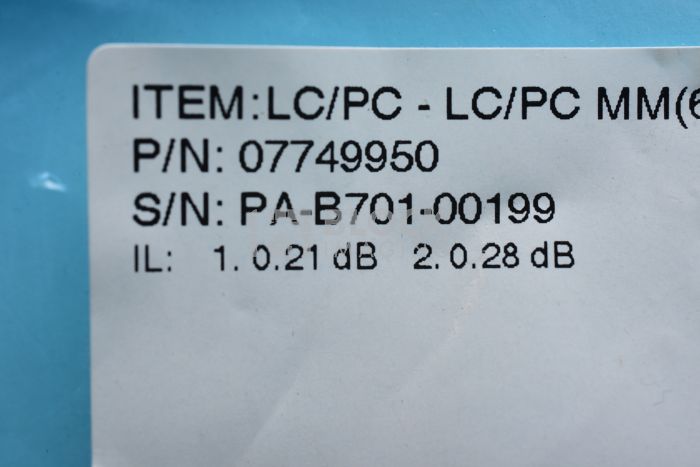 ITEM:LC/PC - LC/PC MM(6
P/N: 07749950
S/N: PA-B701-00199
IL: 1. 0.21 dB 2. 0.28 dB